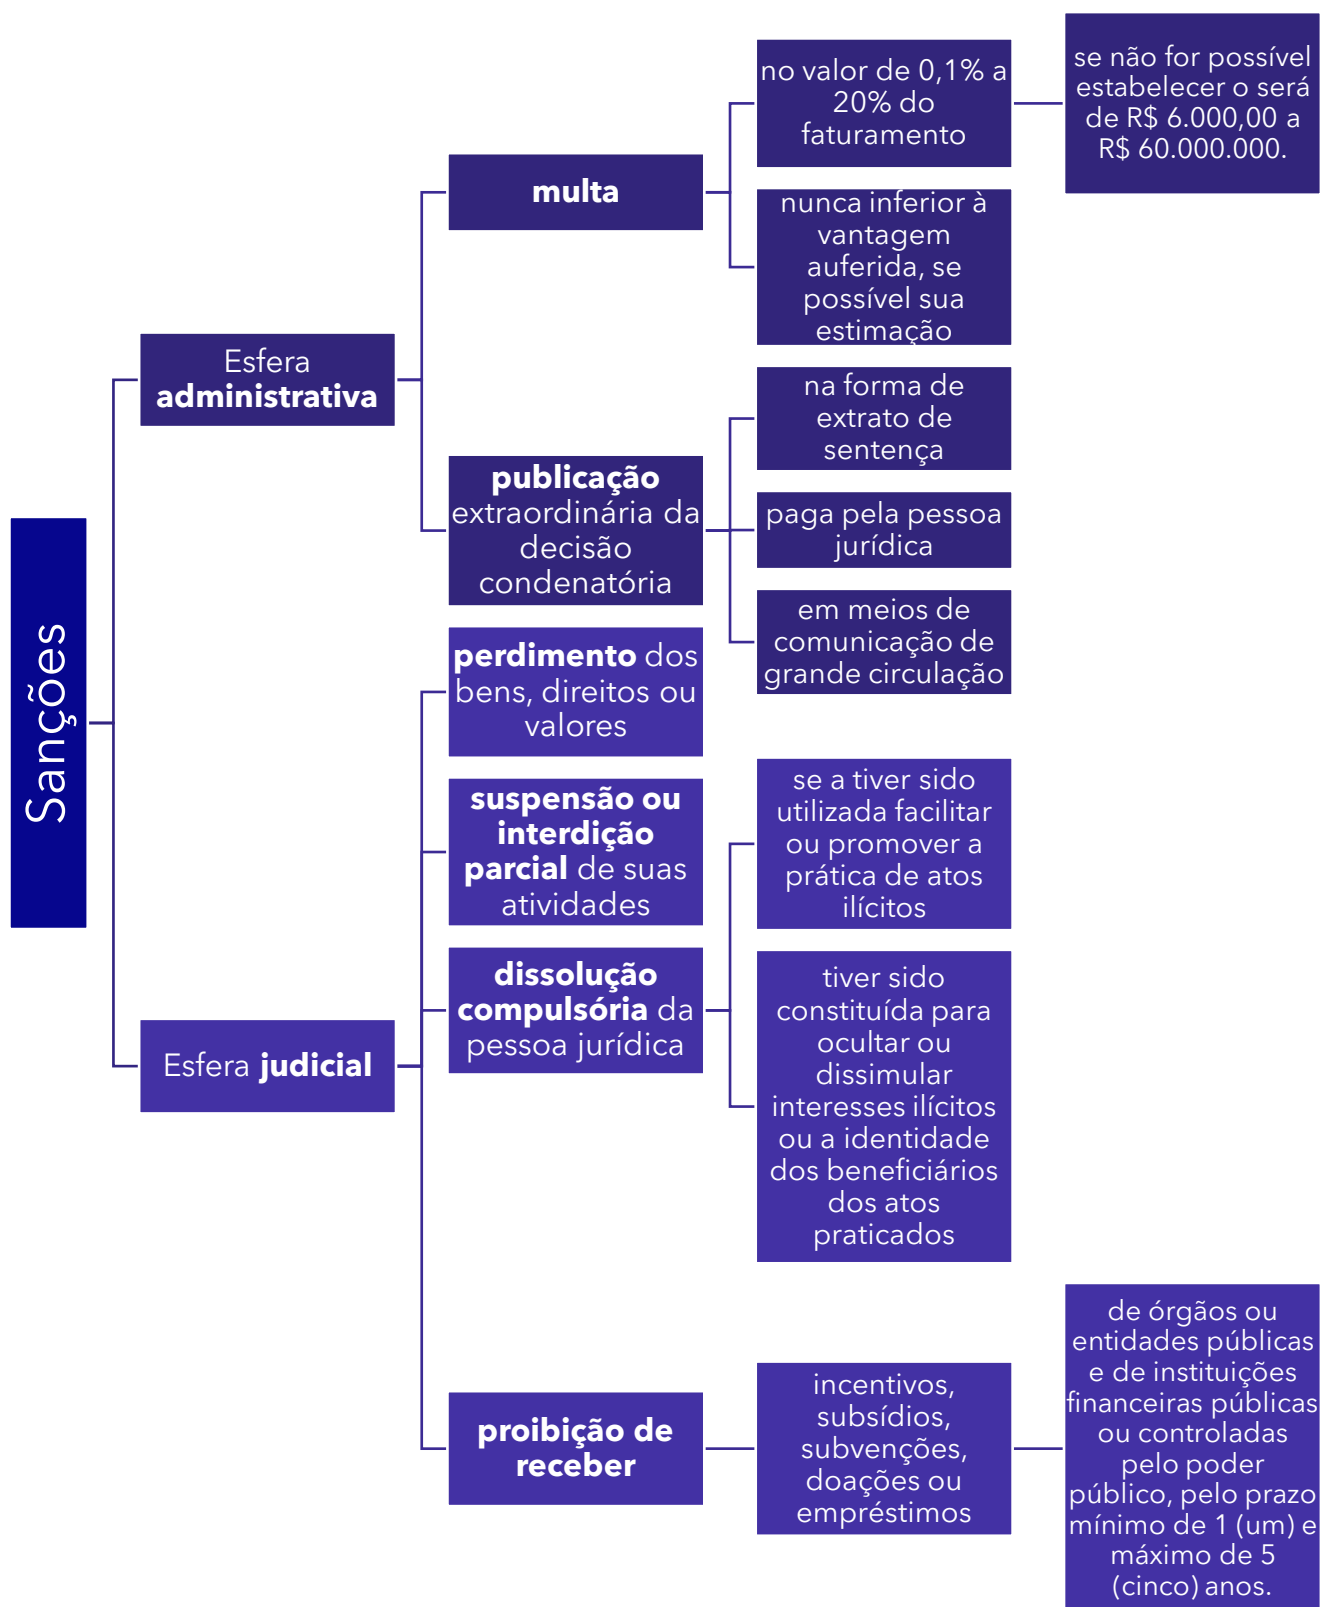 Sanções
Esfera
administrativa
multa
no valor de 0,1% a
20% do
faturamento
se não for possível
estabelecer o será
de R$ 6.000,00 a
R$ 60.000.000.
nunca inferior à
vantagem
auferida, se
possível sua
estimação
publicação
extraordinária da
decisão
condenatória
na forma de
extrato de
sentença
paga pela pessoa
jurídica
em meios de
comunicação de
grande circulação
Esfera judicial
perdimento dos
bens, direitos ou
valores
suspensão ou
interdição
parcial de suas
atividades
dissolução
compulsória da
pessoa jurídica
se a tiver sido
utilizada facilitar
ou promover a
prática de atos
ilícitos
tiver sido
constituída para
ocultar ou
dissimular
interesses ilícitos
ou a identidade
dos beneficiários
dos atos
praticados
proibição de
receber
incentivos,
subsídios,
subvenções,
doações ou
empréstimos
de órgãos ou
entidades públicas
e de instituições
financeiras públicas
ou controladas
pelo poder
público, pelo prazo
mínimo de 1 (um) e
máximo de 5
(cinco) anos.